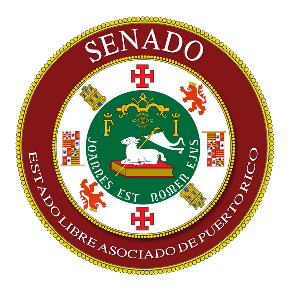 SENADO
F I
JOANNES EST NOMEN EJUS
ESTADO LIBRE ASOCIADO DE PUERTO RICO